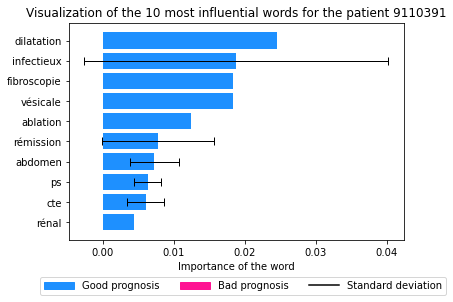 Visualization of the 10 most influential words for the patient 9110391
dilatation
infectieux
fibroscopie
vésicale
ablation
rémission
abdomen
ps
cte
rénal
0.00 0.01 0.02 0.03 0.04
Importance of the word
Good prognosis Bad prognosis Standard deviation